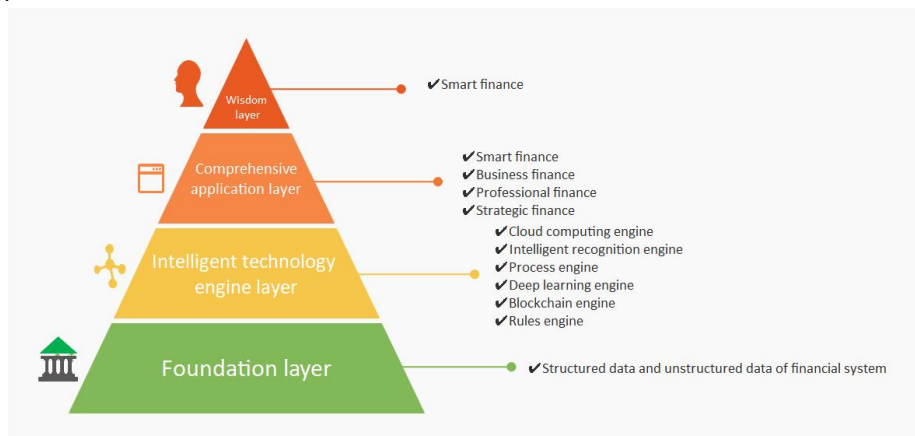 Wisdom
layer
✔Smart finance
Comprehensive
application layer
✔Smart finance
✔Business finance
✔Professional finance
✔Strategic finance
Intelligent technology
engine layer
✔Cloud computing engine
✔Intelligent recognition engine
✔Process engine
✔Deep learning engine
✔Blockchain engine
✔Rules engine
Foundation layer
✔Structured data and unstructured data of financial system